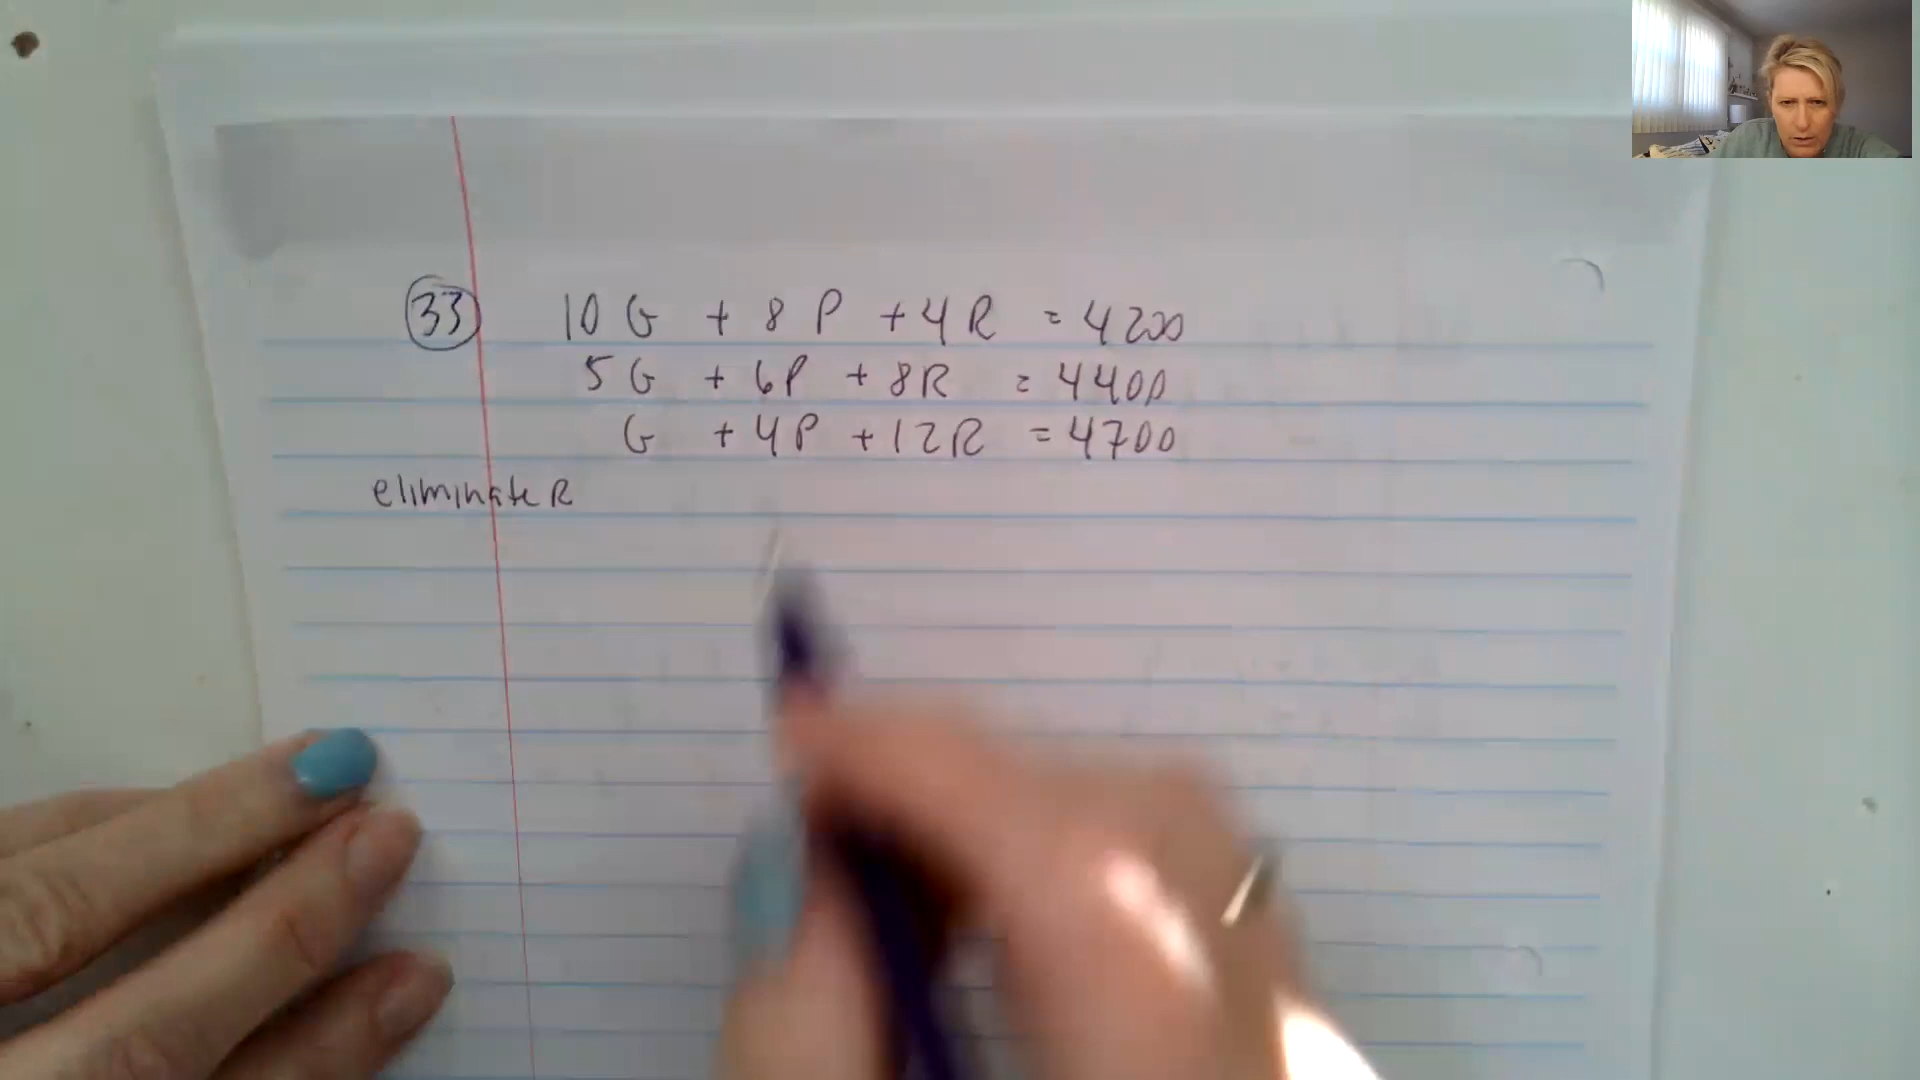 33 10G + 8P + 4R = 4200
5G + 6P + 8R = 4400
G + 4P + 12R = 4700
eliminate R